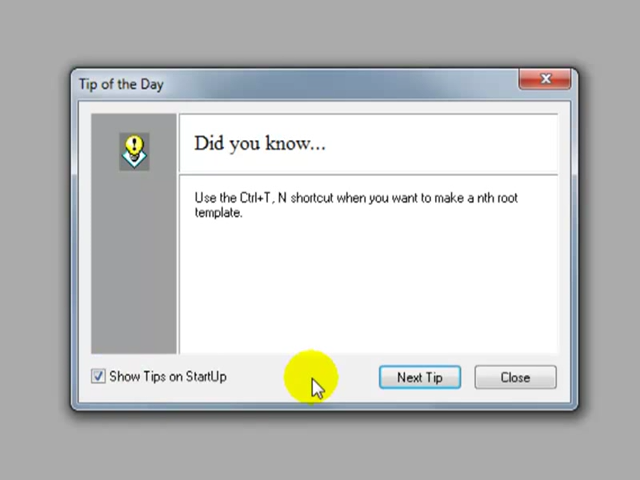 Tip of the Day
Did you know...
Use the Ctrl+T, N shortcut when you want to make a nth root
template.
Show Tips on StartUp
Next Tip
Close